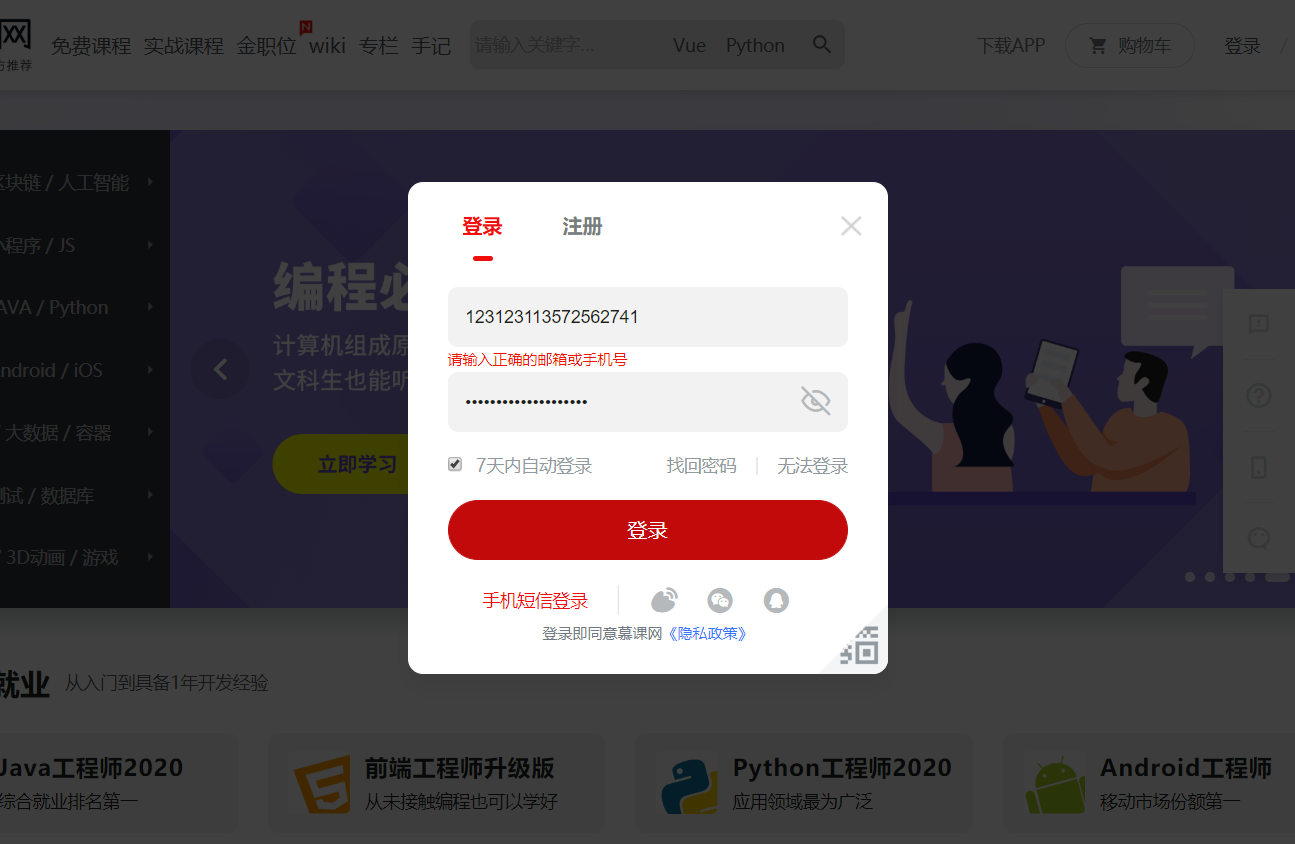 网
方推荐
免费课程 实战课程 金职位 N wiki 专栏 手记
请输入关键字... Vue Python
下载APP 购物车 登录 /
区块链 / 人工智能
小程序 / JS
JAVA / Python
Android / iOS
/ 大数据 / 容器
测试 / 数据库
/ 3D动画 / 游戏
编程必
计算机组成原
文科生也能听
立即学习
登录 注册
123123113572562741
请输入正确的邮箱或手机号
••••••••••••••••••••
7天内自动登录 找回密码 无法登录
登录
手机短信登录
登录即同意慕课网《隐私政策》
就业 从入门到具备1年开发经验
Java工程师2020
综合就业排名第一
前端工程师升级版
从未接触编程也可以学好
Python工程师2020
应用领域最为广泛
Android工程师
移动市场份额第一